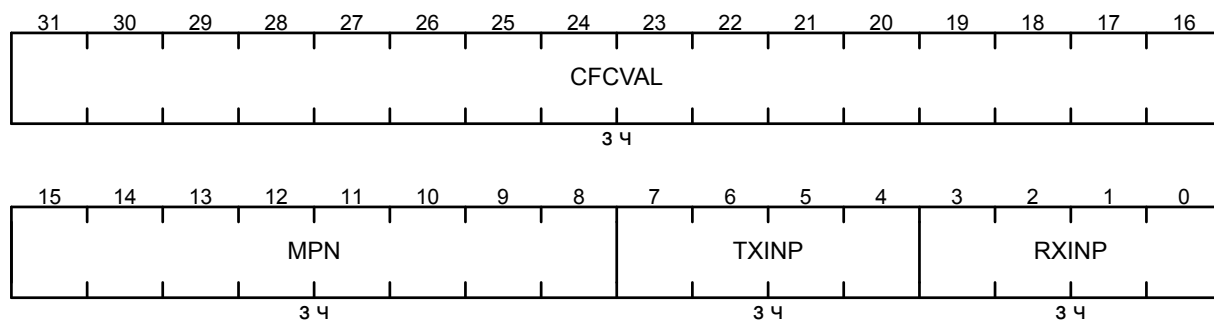 31 30 29 28 27 26 25 24 23 22 21 20 19 18 17 16
CFCVAL
з ч
15 14 13 12 11 10 9 8 7 6 5 4 3 2 1 0
MPN TXINP RXINP
з ч з ч з ч